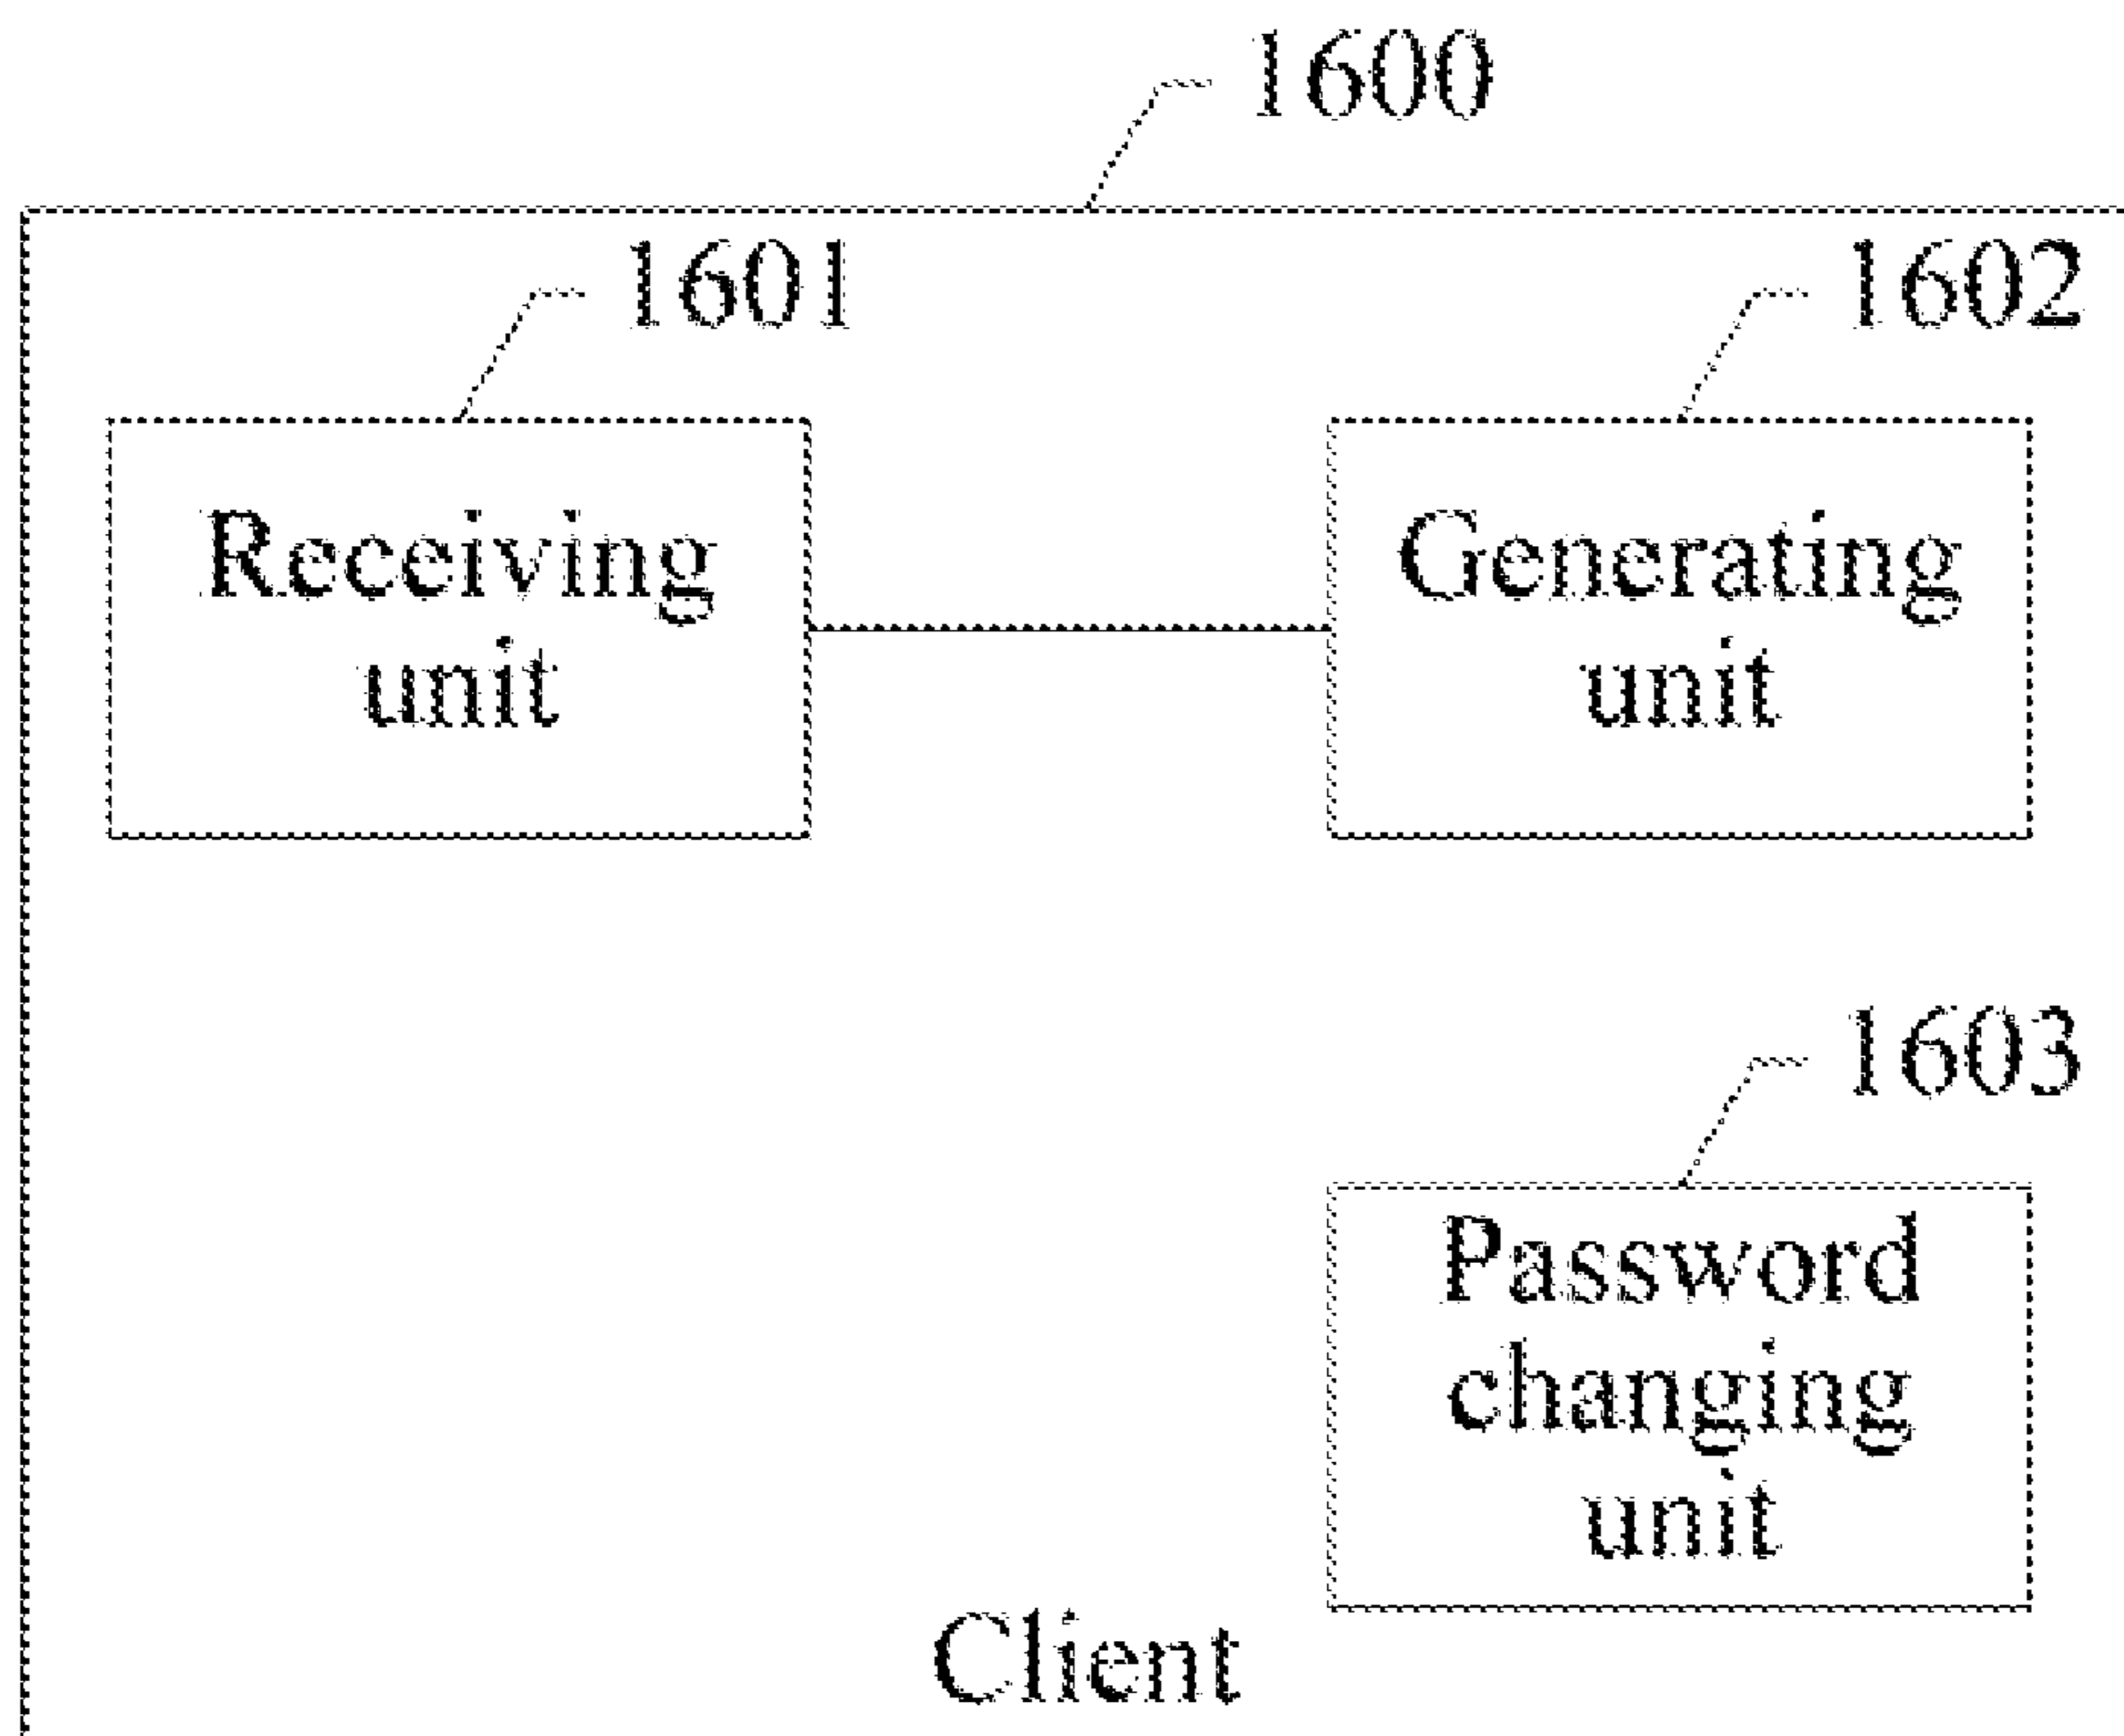 1600
1601
1602
Receiving
unit
Generating
unit
1603
Password
changing
unit
Client